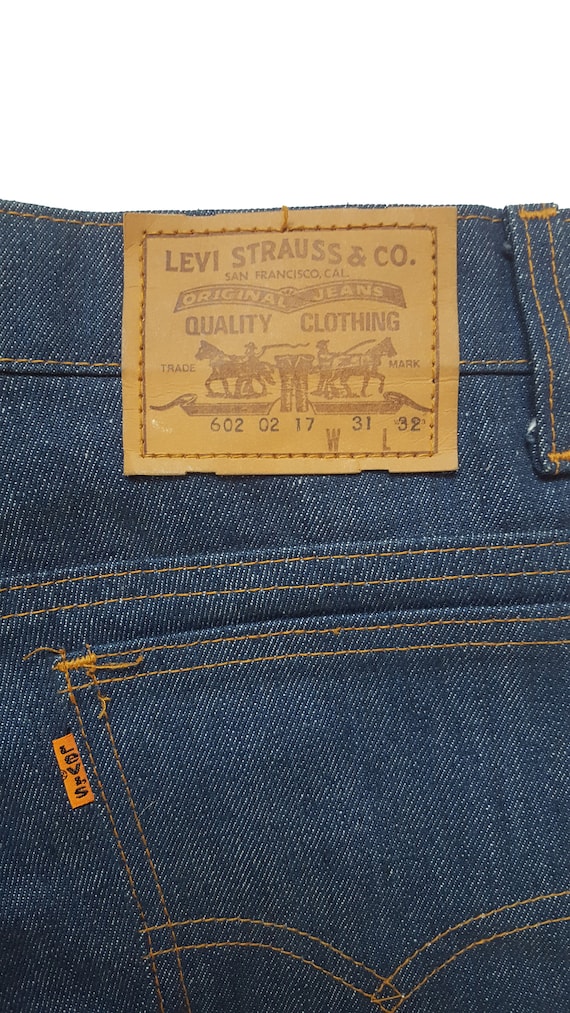 LEVI STRAUSS & CO.
SAN FRANCISCO, CAL.
ORIGINAL JEANS
QUALITY CLOTHING
TRADE MARK
602 02 17 31 32
W L
LEVI'S